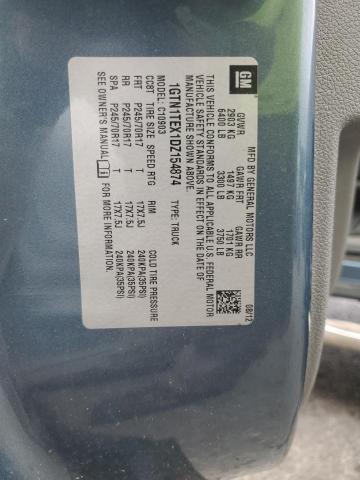 GM
MFD BY GENERAL MOTORS LLC 08/12
GVWR GAWR FRT GAWR RR
2903 KG 1497 KG 1701 KG
6400 LB 3300 LB 3750 LB
THIS VEHICLE CONFORMS TO ALL APPLICABLE U.S. FEDERAL MOTOR
VEHICLE SAFETY STANDARDS IN EFFECT ON THE DATE OF
MANUFACTURE SHOWN ABOVE.
1GTN1TEX1DZ154874 TYPE: TRUCK
MODEL: C10903
CC8T TIRE SIZE SPEED RTG RIM COLD TIRE PRESSURE
FRT P245/70R17 T 17X7.5J 240KPA(35PSI)
RR P245/70R17 T 17X7.5J 240KPA(35PSI)
SPA P245/70R17 T 17X7.5J 240KPA(35PSI)
SEE OWNER'S MANUAL